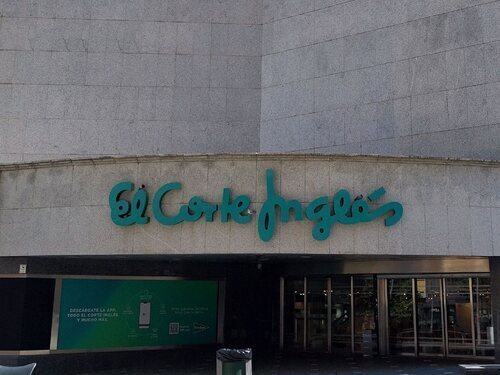 El Corte Inglés
DESCÁRGATE LA APP,
TODO EL CORTE INGLÉS
Y MUCHO MÁS.